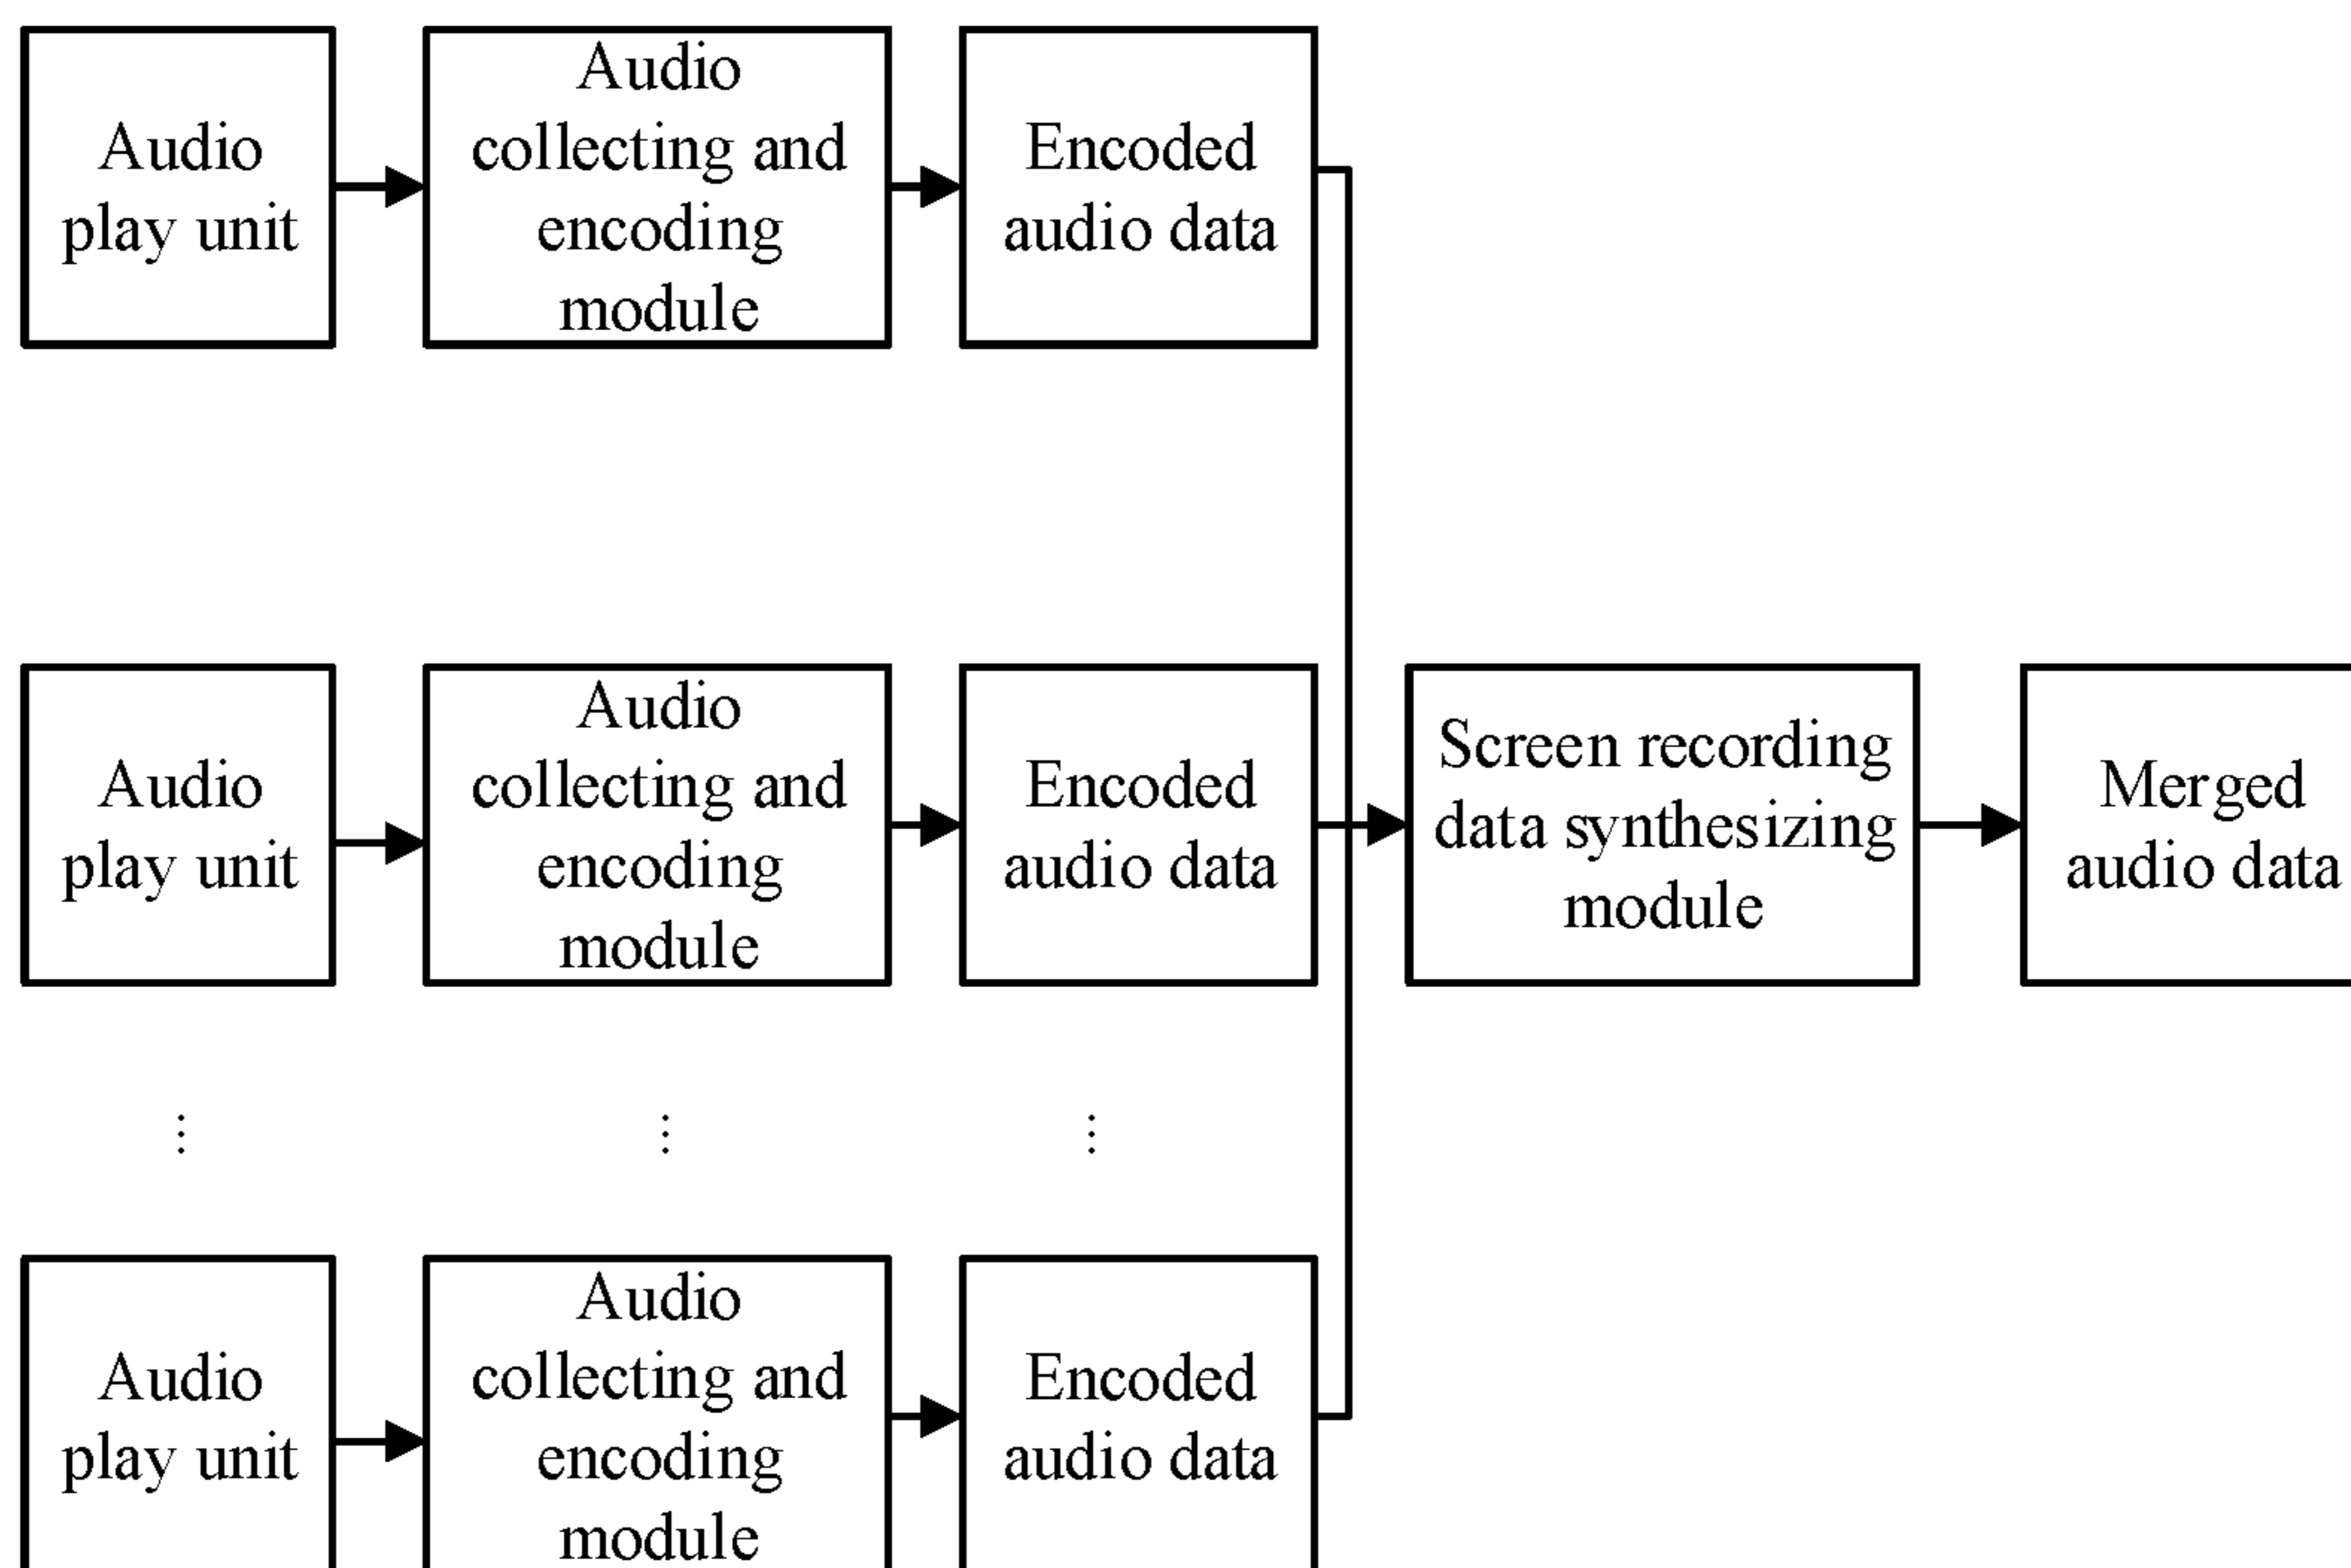 Audio
play unit
Audio
collecting and
encoding
module
Encoded
audio data
Audio
play unit
Audio
collecting and
encoding
module
Encoded
audio data
Screen recording
data synthesizing
module
Merged
audio data
Audio
play unit
Audio
collecting and
encoding
module
Encoded
audio data